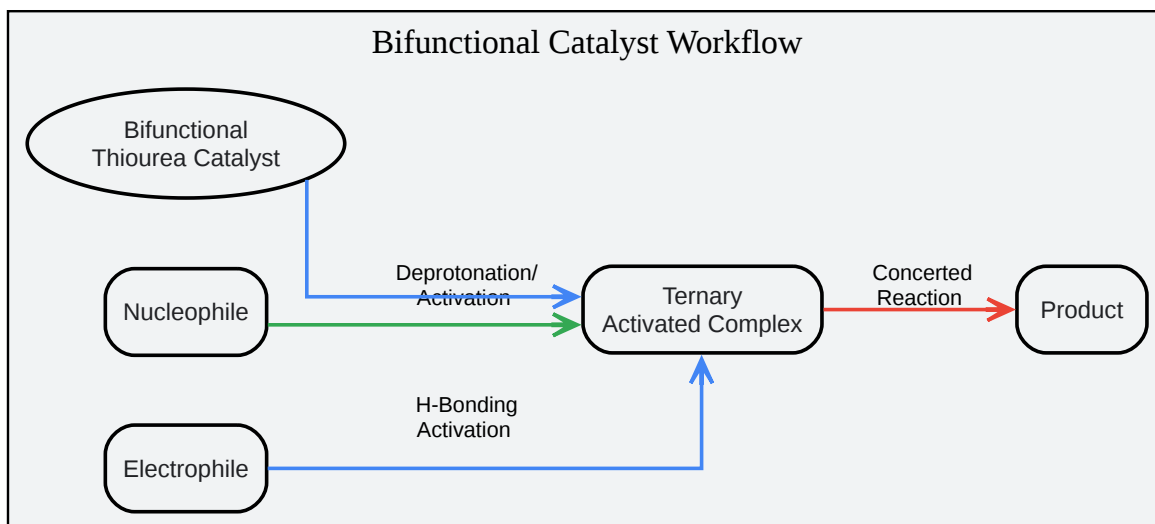 Bifunctional Catalyst Workflow
Bifunctional
Thiourea Catalyst
Deprotonation/
Activation
Nucleophile
Ternary
Activated Complex
Concerted
Reaction
Product
H-Bonding
Activation
Electrophile